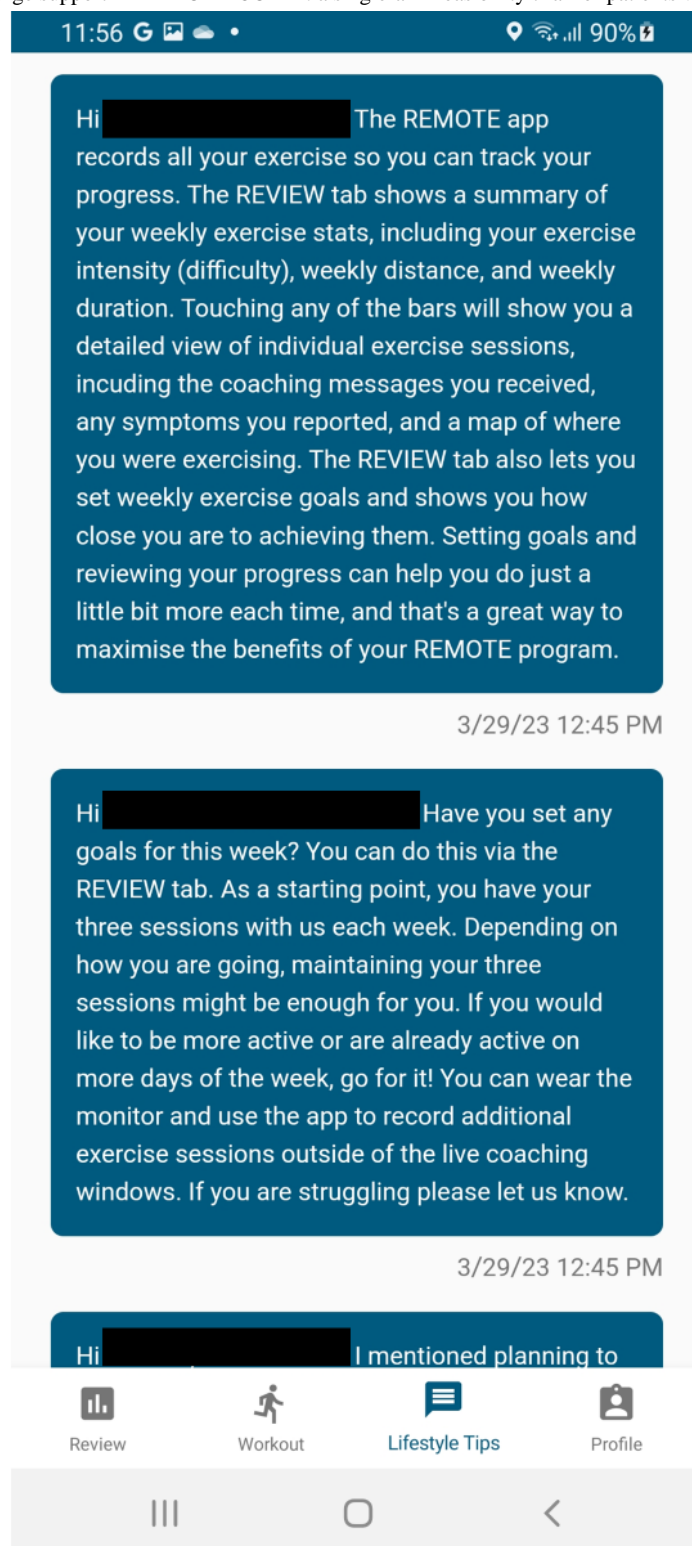 11:56 G 90%
Hi The REMOTE app
records all your exercise so you can track your
progress. The REVIEW tab shows a summary of
your weekly exercise stats, including your exercise
intensity (difficulty), weekly distance, and weekly
duration. Touching any of the bars will show you a
detailed view of individual exercise sessions,
incuding the coaching messages you received,
any symptoms you reported, and a map of where
you were exercising. The REVIEW tab also lets you
set weekly exercise goals and shows you how
close you are to achieving them. Setting goals and
reviewing your progress can help you do just a
little bit more each time, and that's a great way to
maximise the benefits of your REMOTE program.
3/29/23 12:45 PM
Hi Have you set any
goals for this week? You can do this via the
REVIEW tab. As a starting point, you have your
three sessions with us each week. Depending on
how you are going, maintaining your three
sessions might be enough for you. If you would
like to be more active or are already active on
more days of the week, go for it! You can wear the
monitor and use the app to record additional
exercise sessions outside of the live coaching
windows. If you are struggling please let us know.
3/29/23 12:45 PM
Hi I mentioned planning to
Review Workout Lifestyle Tips Profile